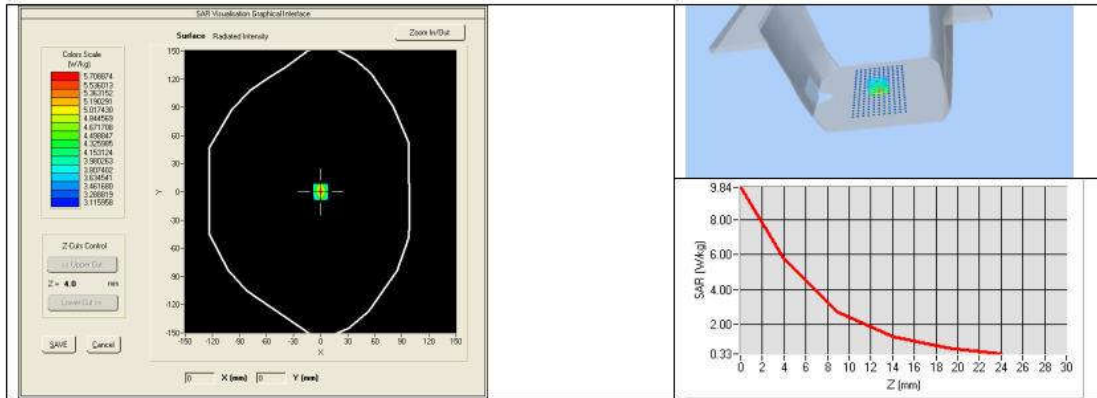 SAR Visualisation Graphical Interface
Surface Radiated Intensity
Zoom In/Out
Colors Scale
(W/kg)
5.708874
5.536013
5.363152
5.190291
5.017430
4.844569
4.671708
4.498847
4.325985
4.153124
3.980263
3.807402
3.634541
3.461680
3.288819
3.115958
Z-Cuts Control
<< Upper Cut
Z = 4.0 mm
Lower Cut >>
SAVE Cancel
150
120
90
60
30
0
-30
-60
-90
-120
-150
Y
-150 -120 -90 -60 -30 0 30 60 90 120 150
X
0 X (mm) 0 Y (mm)
9.84
8.00
6.00
4.00
2.00
0.33
SAR (W/kg)
0 2 4 6 8 10 12 14 16 18 20 22 24 26 28 30
Z (mm)